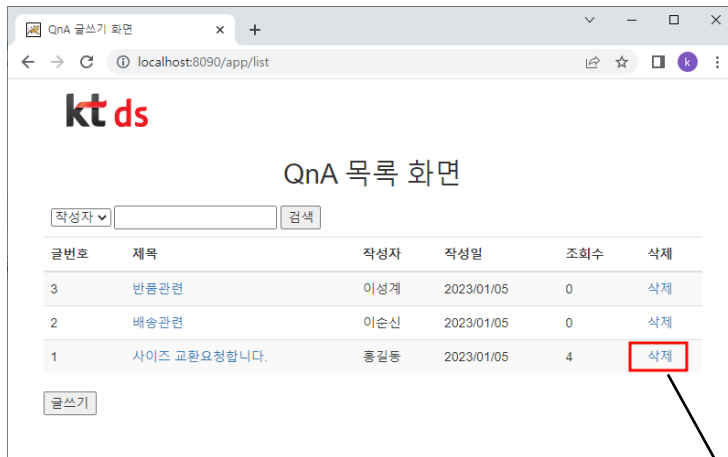 QnA 글쓰기 화면
localhost:8090/app/list
k
kt ds
QnA 목록 화면
작성자 검색
글번호 제목 작성자 작성일 조회수 삭제
3 반품관련 이성계 2023/01/05 0 삭제
2 배송관련 이순신 2023/01/05 0 삭제
1 사이즈 교환요청합니다. 홍길동 2023/01/05 4 삭제
글쓰기